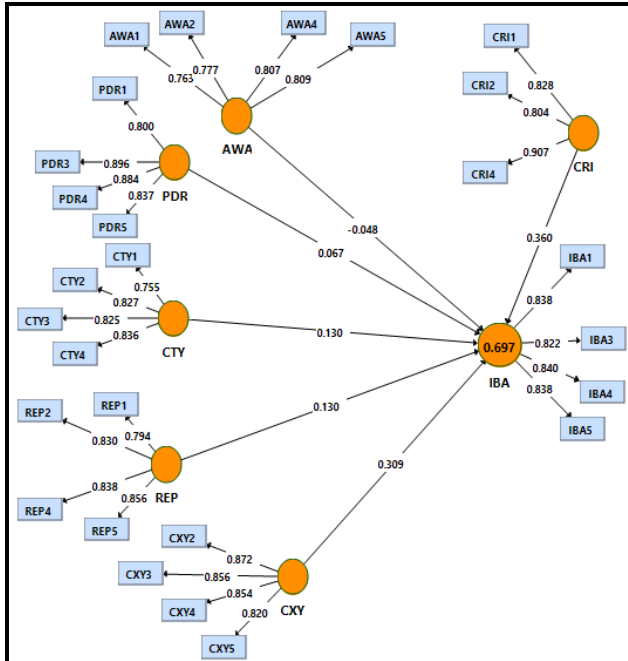 AWA1
AWA2
AWA4
AWA5
0.763
0.777
0.807
0.809
AWA
PDR1
PDR3
PDR4
PDR5
0.800
0.896
0.884
0.837
PDR
CTY1
CTY2
CTY3
CTY4
0.755
0.827
0.825
0.836
CTY
REP1
REP2
REP4
REP5
0.794
0.830
0.838
0.856
REP
CXY2
CXY3
CXY4
CXY5
0.872
0.856
0.854
0.820
CXY
CRI1
CRI2
CRI4
0.828
0.804
0.907
CRI
-0.048
0.067
0.130
0.130
0.309
0.360
0.697
IBA
IBA1
IBA3
IBA4
IBA5
0.838
0.822
0.840
0.838